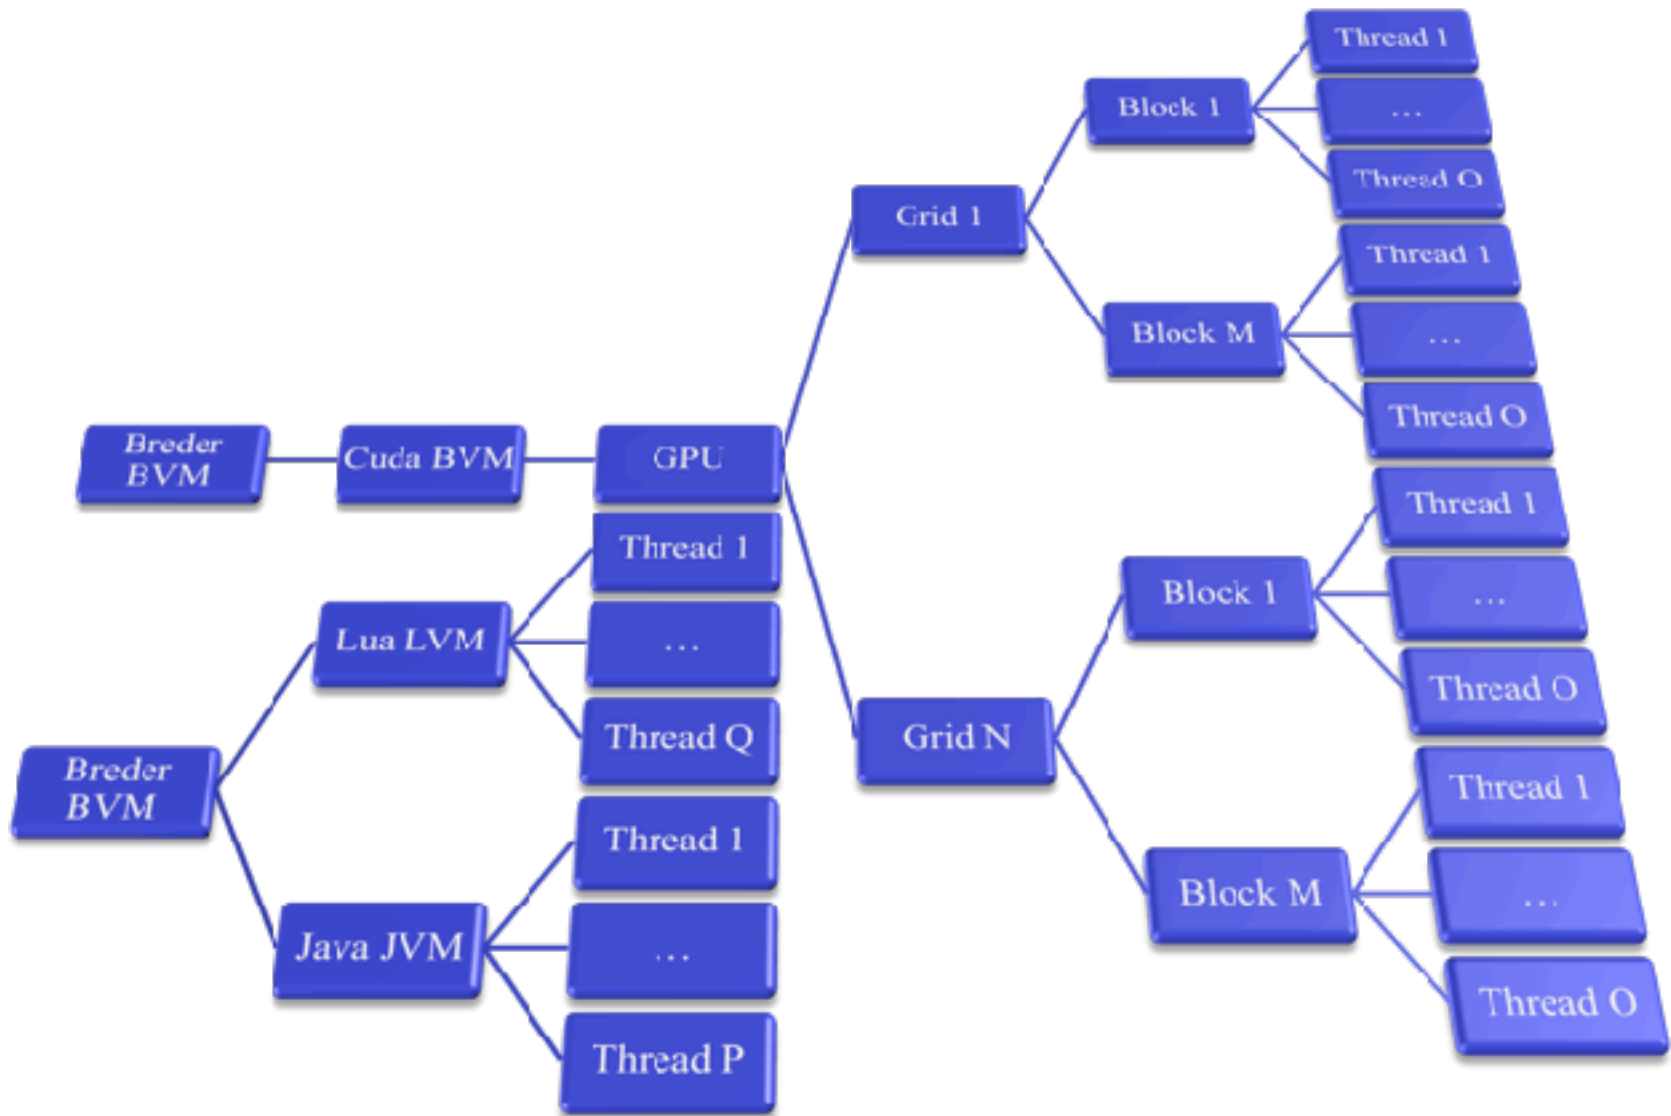 Thread 1
Block 1
...
Thread O
Grid 1
Thread 1
Block M
...
Thread O
Breder
BVM
Cuda BVM
GPU
Thread 1
Block 1
...
Thread O
Grid N
Thread 1
Block M
...
Thread O
Breder
BVM
Lua LVM
Thread 1
...
Thread Q
Java JVM
Thread 1
...
Thread P